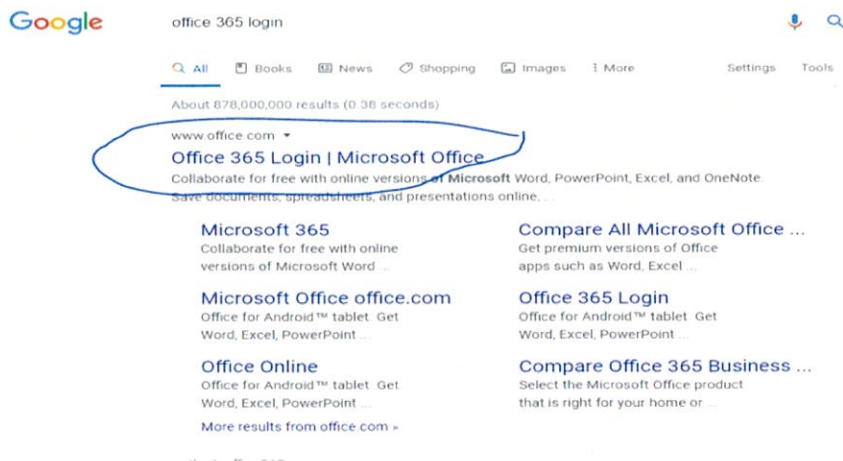 Google office 365 login
All Books News Shopping Images More Settings Tools
About 878,000,000 results (0.38 seconds)
www.office.com
Office 365 Login | Microsoft Office
Collaborate for free with online versions of Microsoft Word, PowerPoint, Excel, and OneNote.
Save documents, spreadsheets, and presentations online. ...
Microsoft 365
Collaborate for free with online
versions of Microsoft Word ...
Compare All Microsoft Office ...
Get premium versions of Office
apps such as Word, Excel ...
Microsoft Office office.com
Office for Android™ tablet. Get
Word, Excel, PowerPoint ...
Office 365 Login
Office for Android™ tablet. Get
Word, Excel, PowerPoint ...
Office Online
Office for Android™ tablet. Get
Word, Excel, PowerPoint ...
Compare Office 365 Business ...
Select the Microsoft Office product
that is right for your home or ...
More results from office.com »